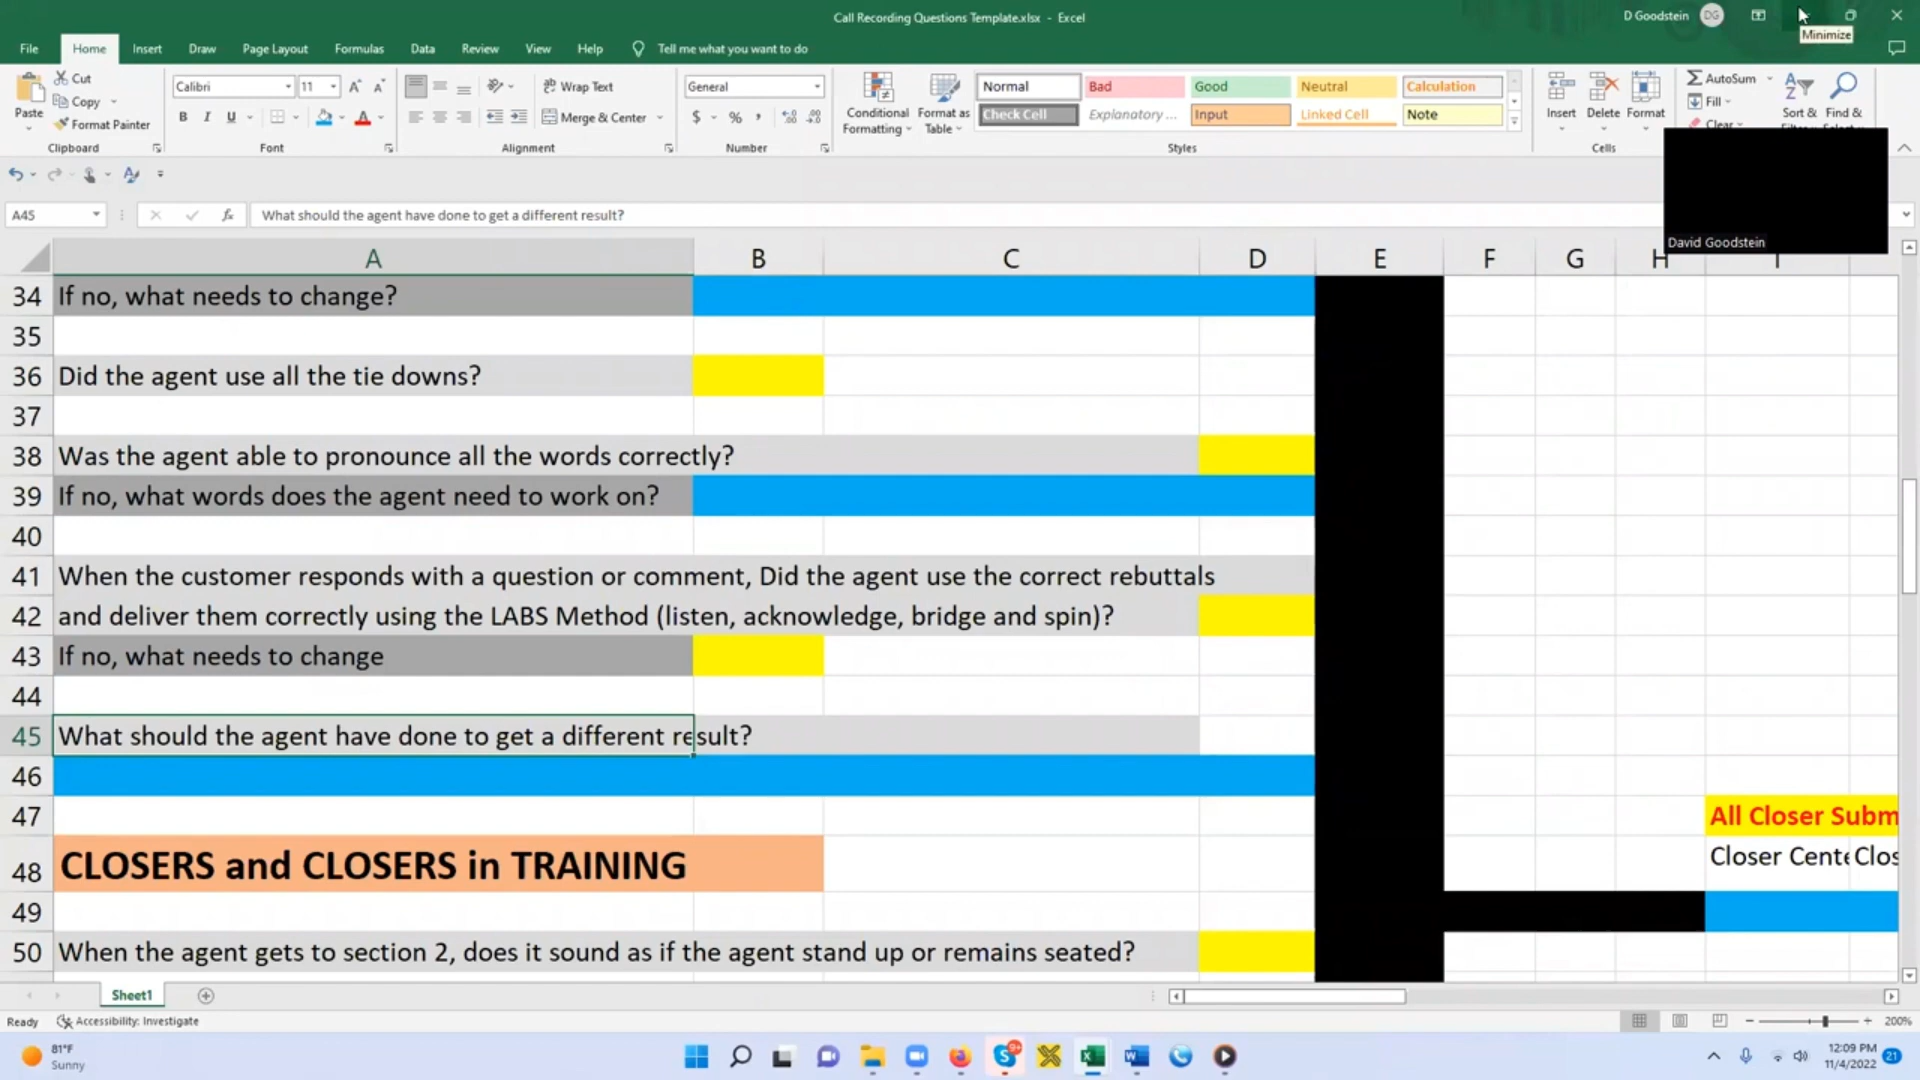 Call Recording Questions Template.xlsx - Excel
D Goodstein
DG
Minimize
File Home Insert Draw Page Layout Formulas Data Review View Help Tell me what you want to do
Paste
Cut
Copy
Format Painter
Clipboard
Calibri 11
B I U
Font
Wrap Text
Merge & Center
Alignment
General
$ % ,
Number
Conditional Formatting
Format as Table
Normal Bad Good Neutral Calculation
Check Cell Explanatory ... Input Linked Cell Note
Styles
Insert Delete Format
Cells
AutoSum
Fill
Clear
Sort &
Find &
David Goodstein
A45 fx What should the agent have done to get a different result?
A B C D E F G H I
34 If no, what needs to change?
35
36 Did the agent use all the tie downs?
37
38 Was the agent able to pronounce all the words correctly?
39 If no, what words does the agent need to work on?
40
41 When the customer responds with a question or comment, Did the agent use the correct rebuttals
42 and deliver them correctly using the LABS Method (listen, acknowledge, bridge and spin)?
43 If no, what needs to change
44
45 What should the agent have done to get a different result?
46
47 All Closer Subm
48 CLOSERS and CLOSERS in TRAINING Closer Cente Clos
49
50 When the agent gets to section 2, does it sound as if the agent stand up or remains seated?
Sheet1
Ready Accessibility: Investigate 200%
81°F
Sunny
9+
12:09 PM
11/4/2022
21